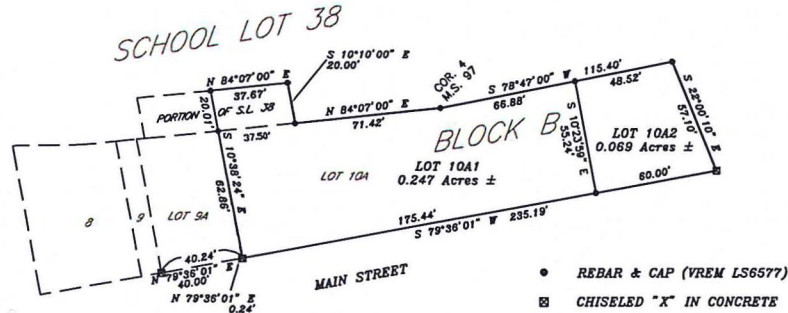 SCHOOL LOT 38
S 10°10'00" E
20.00'
N 84°07'00" E
37.67'
COR. 4
M.S. 97
S 78°47'00" W
115.40'
66.88'
48.52'
20.01'
PORTION OF S.L. 38
N 84°07'00" E
71.42'
37.50'
S 22°00'10" E
57.10'
BLOCK B
S 10°23'59" E
55.24'
LOT 10A2
0.069 Acres ±
S 10°38'24" E
62.86'
LOT 10A
LOT 10A1
0.247 Acres ±
8
9
LOT 9A
60.00'
175.44'
S 79°36'01" W 235.19'
40.24'
N 79°36'01" E
40.00'
MAIN STREET
N 79°36'01" E
0.24'
REBAR & CAP (VREM LS6577)
CHISELED "X" IN CONCRETE